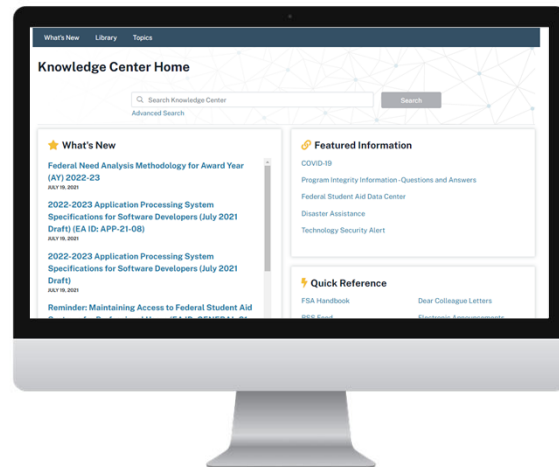 What's New Library Topics
Knowledge Center Home
Search Knowledge Center
Search
Advanced Search
What's New
Federal Need Analysis Methodology for Award Year
(AY) 2022-23
JULY 19, 2021
2022-2023 Application Processing System
Specifications for Software Developers (July 2021
Draft) (EA ID: APP-21-08)
JULY 19, 2021
2022-2023 Application Processing System
Specifications for Software Developers (July 2021
Draft)
JULY 19, 2021
Reminder: Maintaining Access to Federal Student Aid
Featured Information
COVID-19
Program Integrity Information -Questions and Answers
Federal Student Aid Data Center
Disaster Assistance
Technology Security Alert
Quick Reference
FSA Handbook Dear Colleague Letters